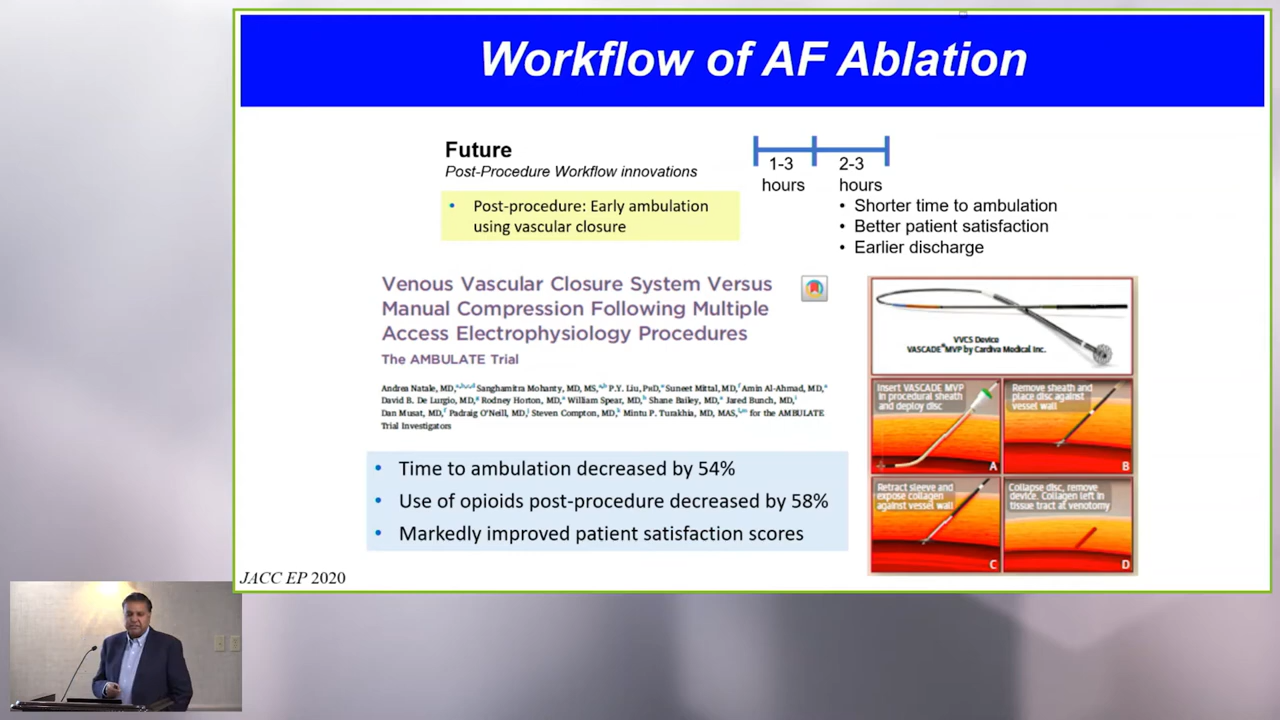 Workflow of AF Ablation
Future
Post-Procedure Workflow innovations
• Post-procedure: Early ambulation
using vascular closure
1-3
hours
2-3
hours
• Shorter time to ambulation
• Better patient satisfaction
• Earlier discharge
Venous Vascular Closure System Versus
Manual Compression Following Multiple
Access Electrophysiology Procedures
The AMBULATE Trial
Andrea Natale, MD, Sanghamitra Mohanty, MD, MS, P.Y. Liu, PHD, Suneet Mittal, MD, Amin Al-Ahmad, MD,
David B. De Lurgio, MD, Rodney Horton, MD, William Spear, MD, Shane Bailey, MD, Jared Bunch, MD,
Dan Musat, MD, Padraig O'Neill, MD, Steven Compton, MD, Mintu P. Turakhia, MD, MAS, for the AMBULATE
Trial Investigators
• Time to ambulation decreased by 54%
• Use of opioids post-procedure decreased by 58%
• Markedly improved patient satisfaction scores
VVCS Device
VASCADE® MVP by Cardiva Medical Inc.
Insert VASCADE MVP
in procedural sheath
and deploy disc
A
Remove sheath and
place disc against
vessel wall
B
Retract sleeve and
expose collagen
against vessel wall
C
Collapse disc, remove
device. Collagen left in
tissue tract at venotomy
D
JACC EP 2020